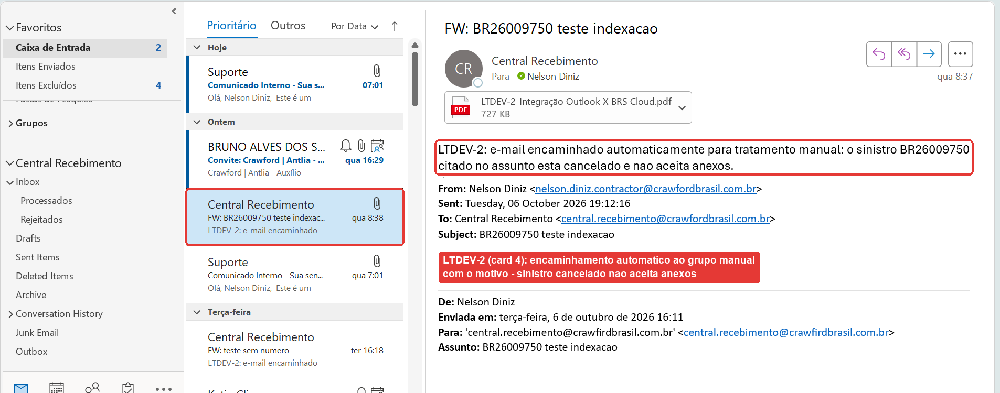 Favoritos
Caixa de Entrada 2
Itens Enviados
Itens Excluídos 4
Pastas de Pesquisa
Grupos
Central Recebimento
Inbox
Processados
Rejeitados
Drafts
Sent Items
Deleted Items
Archive
Conversation History
Junk Email
Outbox
Prioritário Outros Por Data
Hoje
Suporte
Comunicado Interno - Sua s... 07:01
Olá, Nelson Diniz, Este é um
Ontem
BRUNO ALVES DOS S...
Convite: Crawford | Antlia - ... qua 16:29
Crawford | Antlia - Auxílio
Central Recebimento
FW: BR26009750 teste indexac... qua 8:38
LTDEV-2: e-mail encaminhado
Suporte
Comunicado Interno - Sua sen... qua 7:01
Olá, Nelson Diniz, Este é um
Terça-feira
Central Recebimento
FW: teste sem numero ter 16:18
LTDEV-2: e-mail encaminhado
FW: BR26009750 teste indexacao
CR
Central Recebimento
Para Nelson Diniz
qua 8:37
PDF
LTDEV-2_Integração Outlook X BRS Cloud.pdf
727 KB
LTDEV-2: e-mail encaminhado automaticamente para tratamento manual: o sinistro BR26009750
citado no assunto esta cancelado e nao aceita anexos.
From: Nelson Diniz <nelson.diniz.contractor@crawfordbrasil.com.br>
Sent: Tuesday, 06 October 2026 19:12:16
To: Central Recebimento <central.recebimento@crawfordbrasil.com.br>
Subject: BR26009750 teste indexacao
LTDEV-2 (card 4): encaminhamento automatico ao grupo manual
com o motivo - sinistro cancelado nao aceita anexos
De: Nelson Diniz
Enviada em: terça-feira, 6 de outubro de 2026 16:11
Para: 'central.recebimento@crawfirdbrasil.com.br' <central.recebimento@crawfirdbrasil.com.br>
Assunto: BR26009750 teste indexacao